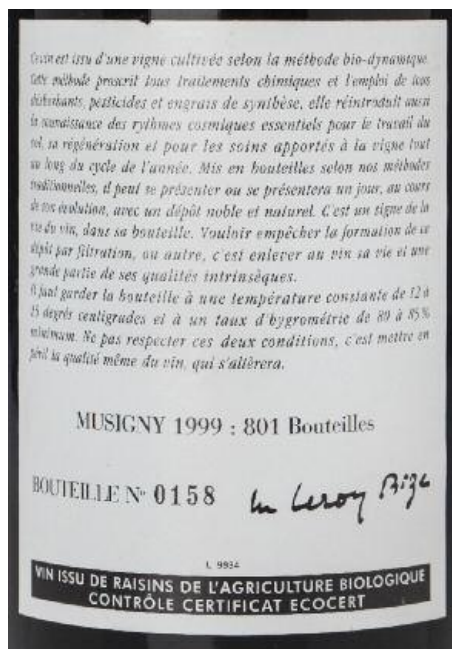 Ce vin est issu d'une vigne cultivée selon la méthode bio-dynamique.
Cette méthode proscrit tous traitements chimiques et l'emploi de tous
désherbants, pesticides et engrais de synthèse, elle réintroduit aussi
la connaissance des rythmes cosmiques essentiels pour le travail du
sol, sa régénération et pour les soins apportés à la vigne tout
au long du cycle de l'année. Mis en bouteilles selon nos méthodes
traditionnelles, il peut se présenter ou se présentera un jour, au cours
de son évolution, avec un dépôt noble et naturel. C'est un signe de la
vie du vin, dans sa bouteille. Vouloir empêcher la formation de ce
dépôt par filtration, ou autre, c'est enlever au vin sa vie et une
grande partie de ses qualités intrinsèques.
Il faut garder la bouteille à une température constante de 12 à
15 degrés centigrades et à un taux d'hygrométrie de 80 à 85%
minimum. Ne pas respecter ces deux conditions, c'est mettre en
péril la qualité même du vin, qui s'altèrera.
MUSIGNY 1999 : 801 Bouteilles
BOUTEILLE N° 0158 Leroy Bize
L 9934
VIN ISSU DE RAISINS DE L'AGRICULTURE BIOLOGIQUE
CONTRÔLE CERTIFICAT ECOCERT